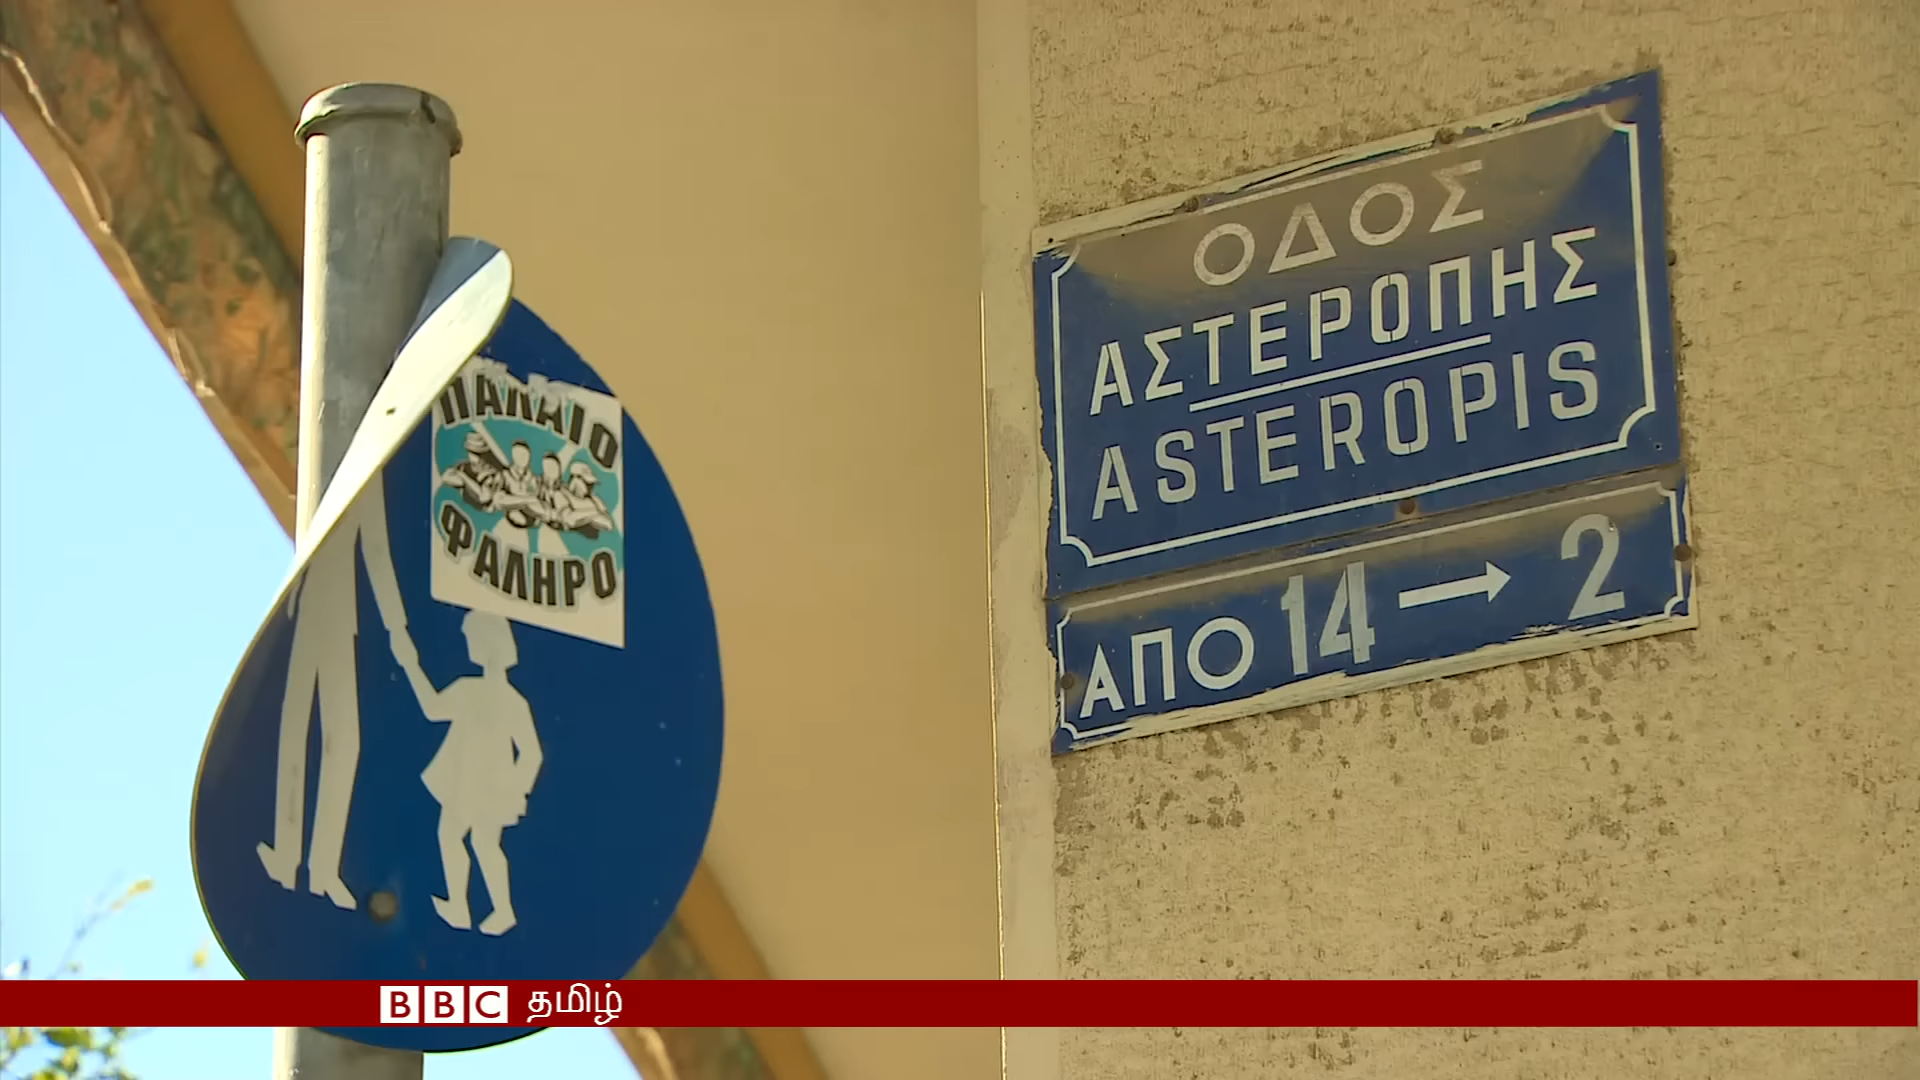 ΠΑΛΑΙΟ
ΦΑΛΗΡΟ
ΟΔΟΣ
ΑΣΤΕΡΟΠΗΣ
ASTEROPIS
ΑΠΟ 14 → 2
BBC தமிழ்